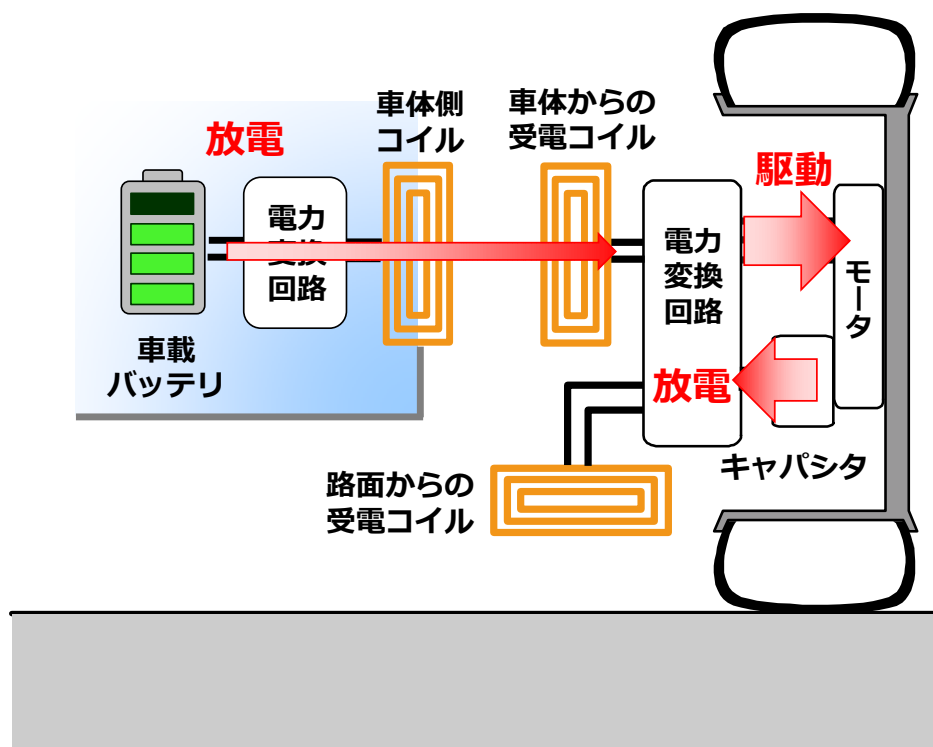 放電
車体側
コイル
車体からの
受電コイル
駆動
電力
変換
回路
電力
変換
回路
モータ
車載
バッテリ
放電
キャパシタ
路面からの
受電コイル